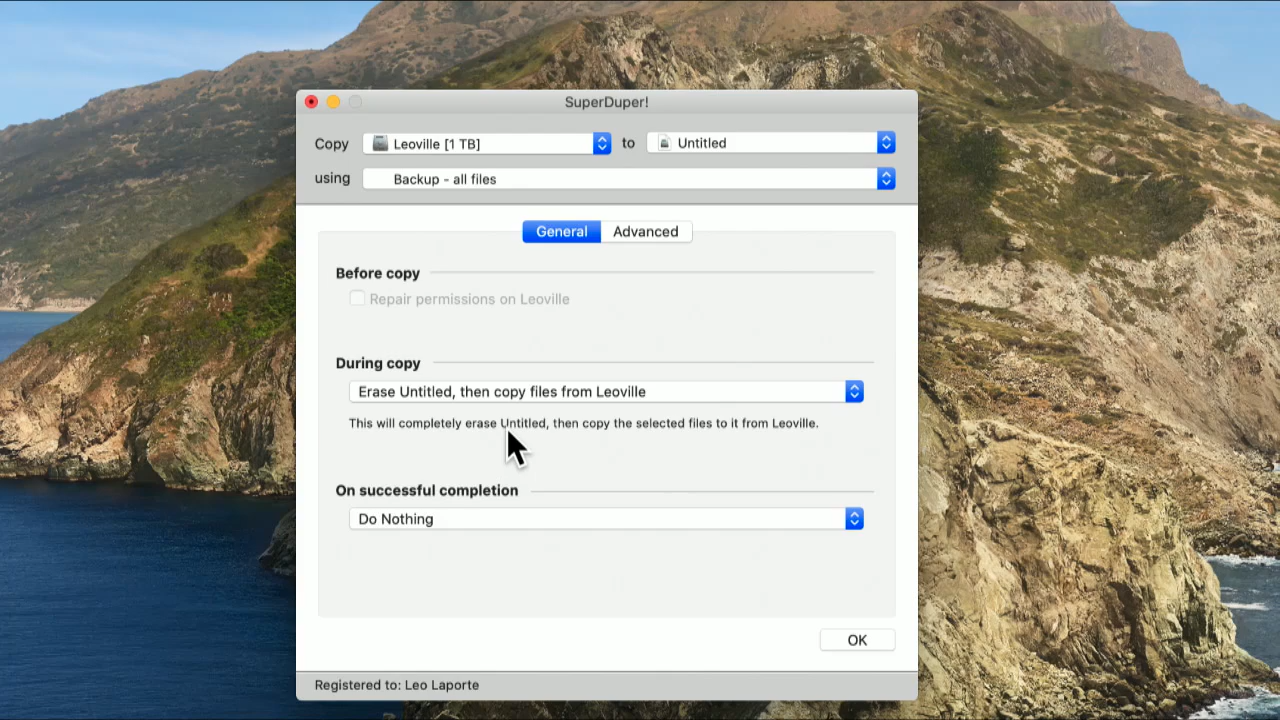 SuperDuper!
Copy Leoville [1 TB] to Untitled
using Backup - all files
General Advanced
Before copy
Repair permissions on Leoville
During copy
Erase Untitled, then copy files from Leoville
This will completely erase Untitled, then copy the selected files to it from Leoville.
On successful completion
Do Nothing
OK
Registered to: Leo Laporte